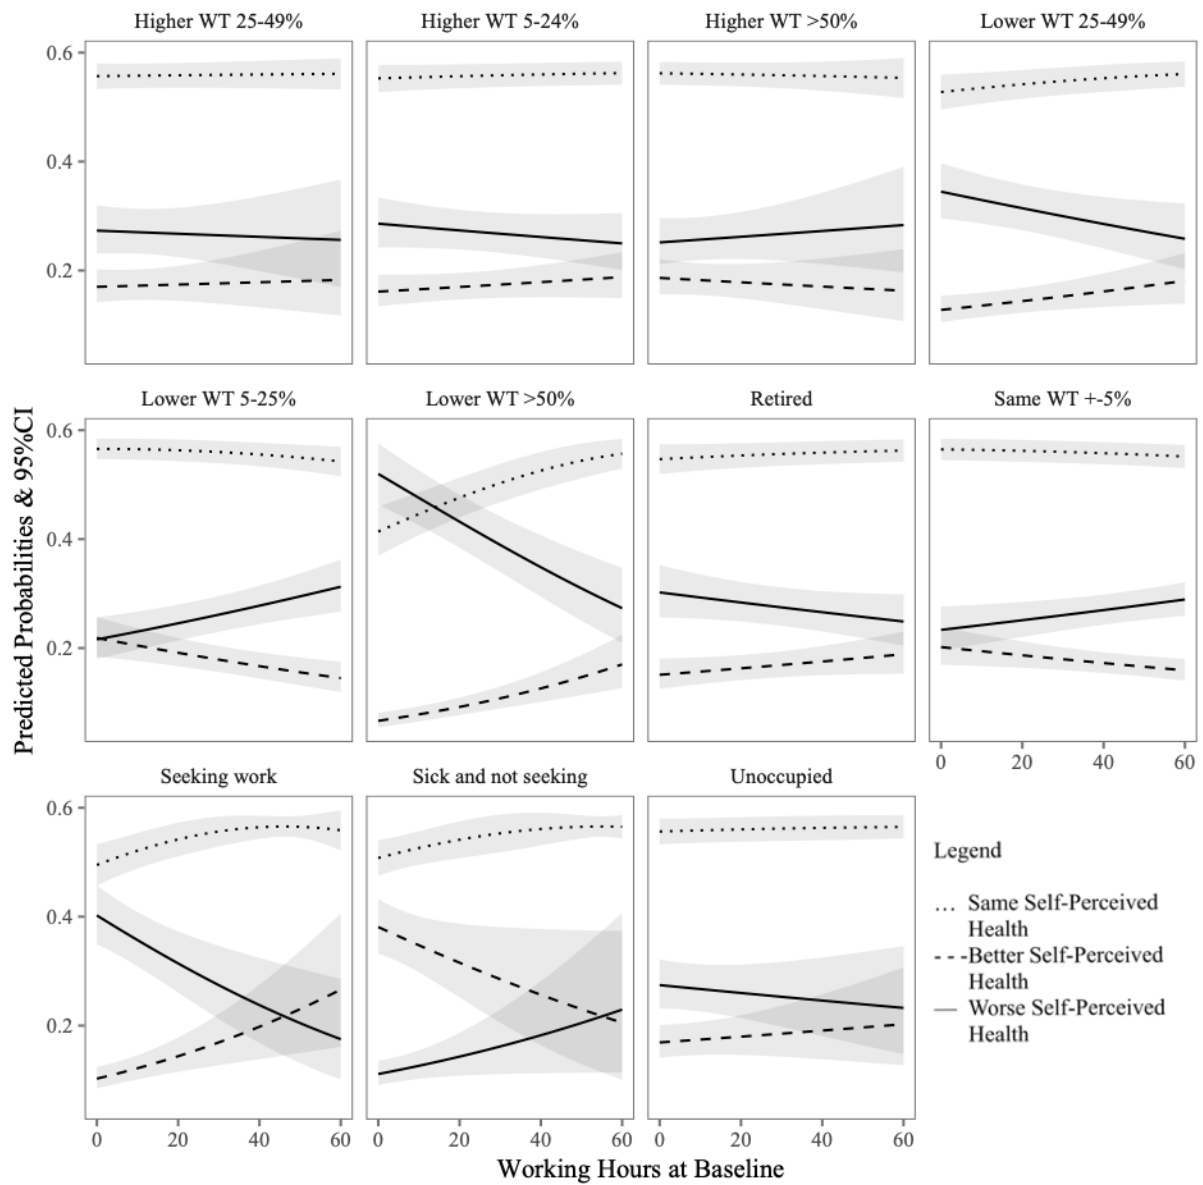 Higher WT 25-49%
Higher WT 5-24%
Higher WT >50%
Lower WT 25-49%
0.6
0.4
0.2
Lower WT 5-25%
Lower WT >50%
Retired
Same WT +-5%
0.6
0.4
0.2
0 20 40 60
Seeking work
Sick and not seeking
Unoccupied
0.6
0.4
0.2
0 20 40 60
0 20 40 60
0 20 40 60
Predicted Probabilities & 95%CI
Working Hours at Baseline
Legend
Same Self-Perceived
Health
Better Self-Perceived
Health
Worse Self-Perceived
Health